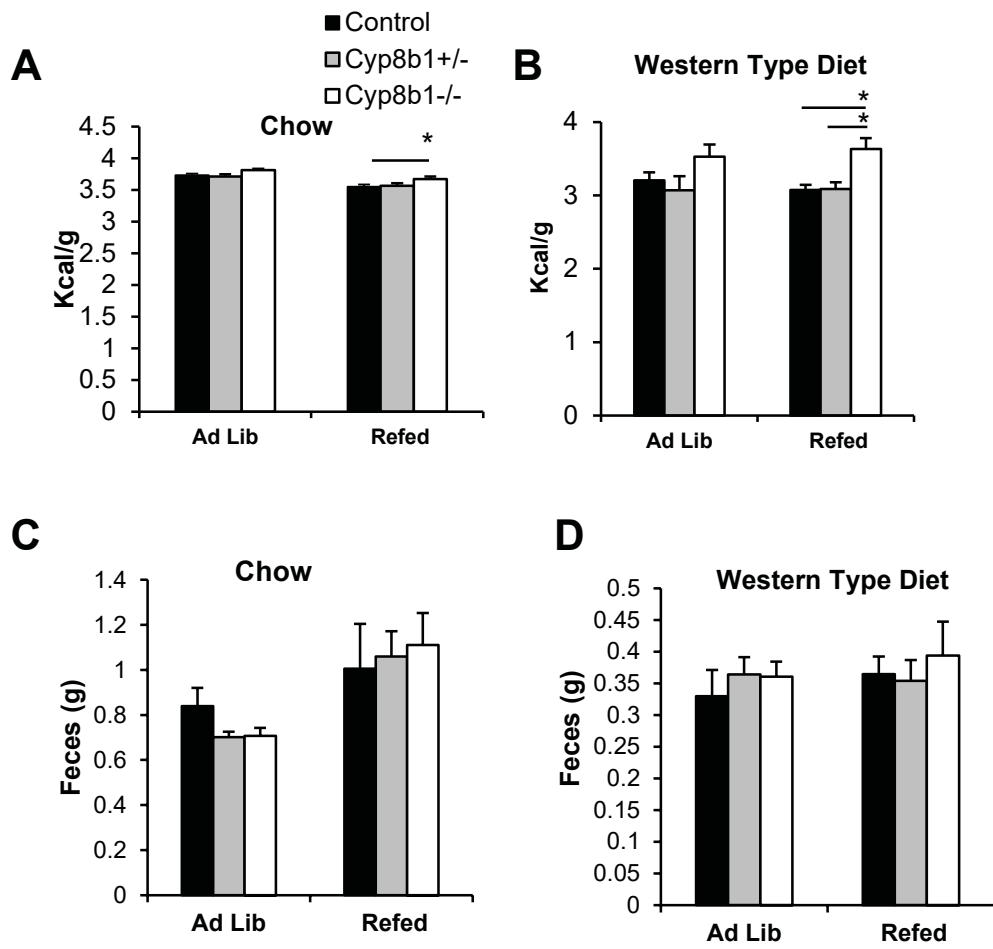 Control
Cyp8b1+/-
Cyp8b1-/-
A
Chow
*
4.5
4
3.5
3
2.5
2
1.5
1
0.5
0
Kcal/g
Ad Lib
Refed
B
Western Type Diet
*
*
4
3
2
1
0
Kcal/g
Ad Lib
Refed
C
Chow
1.4
1.2
1
0.8
0.6
0.4
0.2
0
Feces (g)
Ad Lib
Refed
D
Western Type Diet
0.5
0.45
0.4
0.35
0.3
0.25
0.2
0.15
0.1
0.05
0
Feces (g)
Ad Lib
Refed